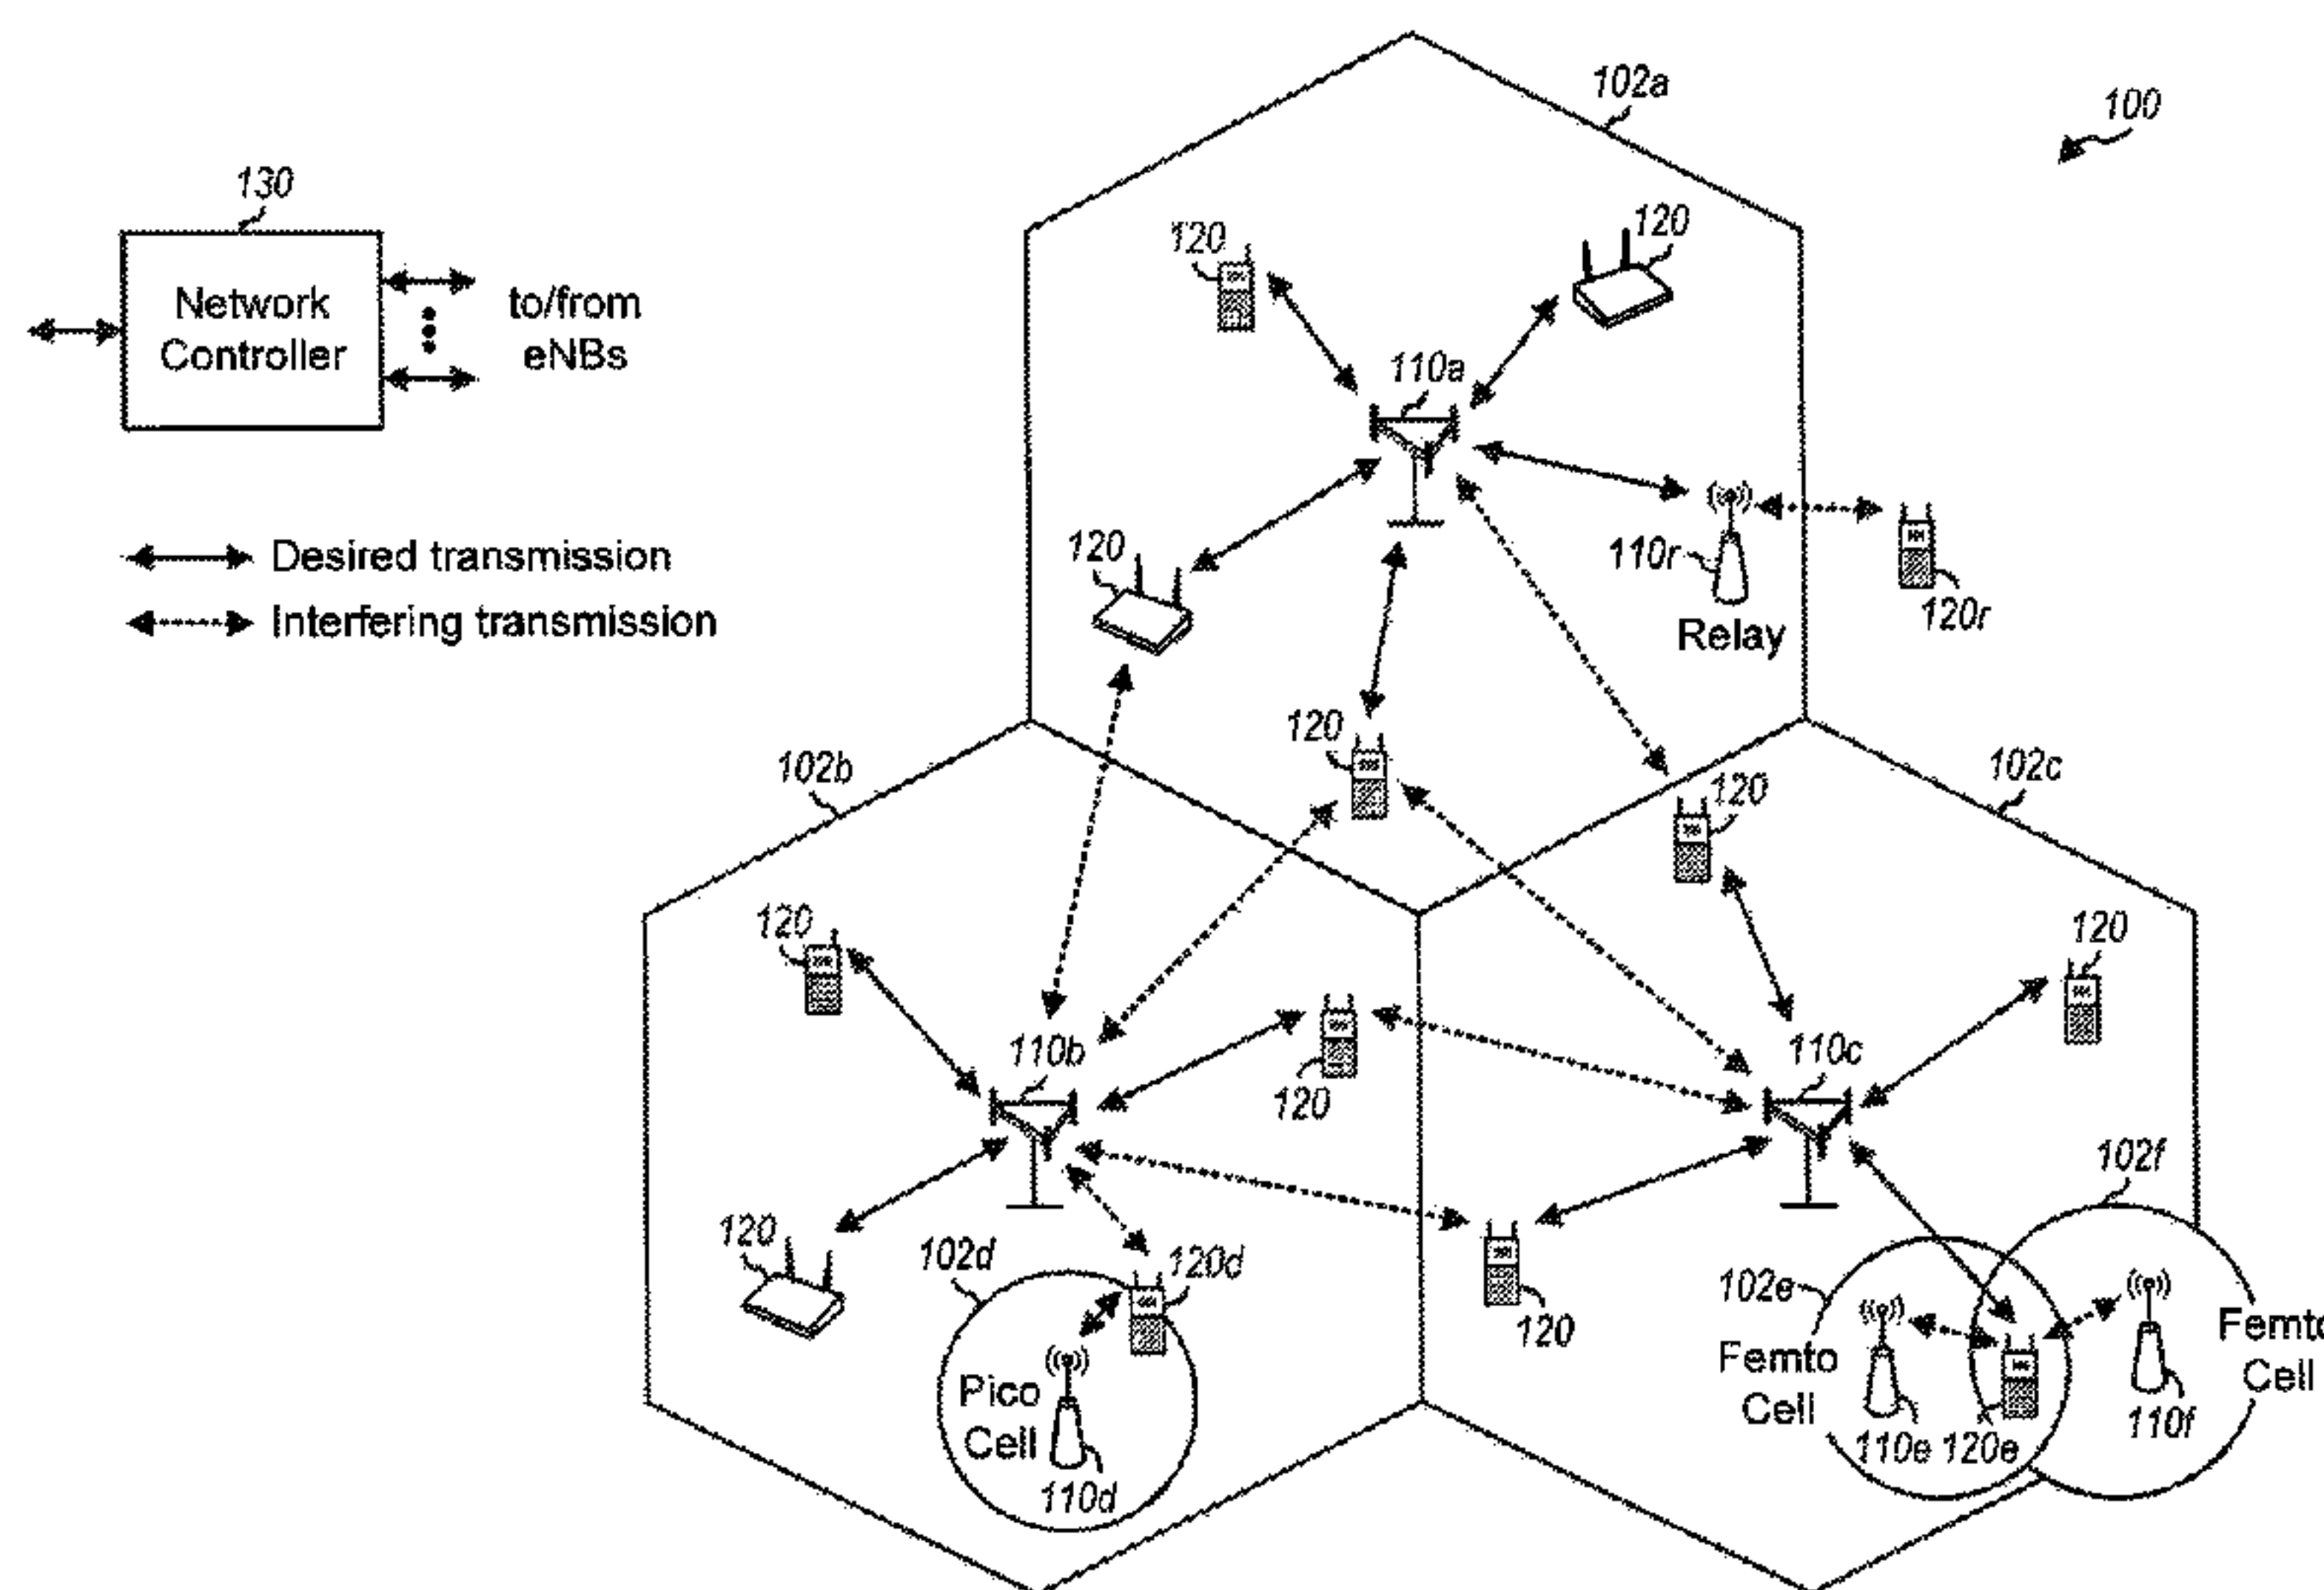 102a
100
130
120
120
Network
Controller
to/from
eNBs
110a
Desired transmission
Interfering transmission
120
110r
Relay
120r
120
102b
102c
120
120
120
110b
120
110c
102f
120
102d
120d
102e
120
Femto
Cell
Femto
Cell
Pico
Cell
110e
120e
110f
110d